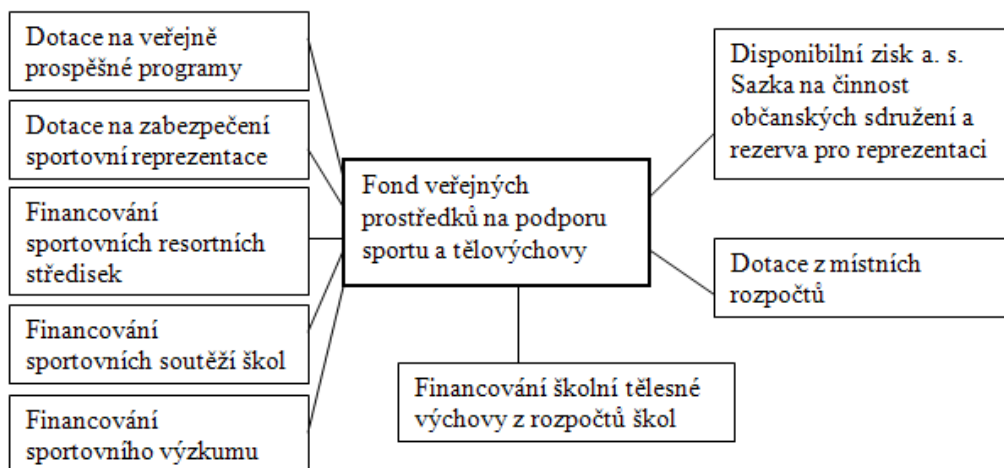 Dotace na veřejně
prospěšné programy
Dotace na zabezpečení
sportovní reprezentace
Financování
sportovních resortních
středisek
Financování
sportovních soutěží škol
Financování
sportovního výzkumu
Fond veřejných
prostředků na podporu
sportu a tělovýchovy
Financování školní tělesné
výchovy z rozpočtů škol
Disponibilní zisk a. s.
Sazka na činnost
občanských sdružení a
rezerva pro reprezentaci
Dotace z místních
rozpočtů